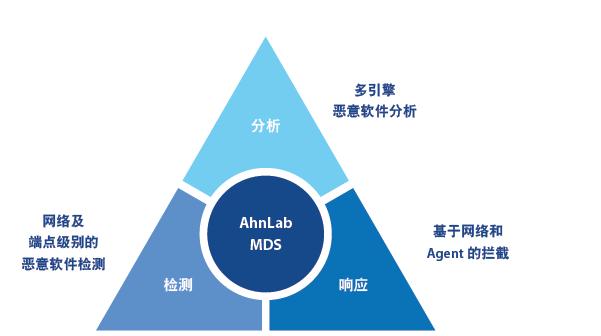 多引擎
恶意软件分析
分析
AhnLab
MDS
网络及
端点级别的
恶意软件检测
基于网络和
Agent 的拦截
检测
响应